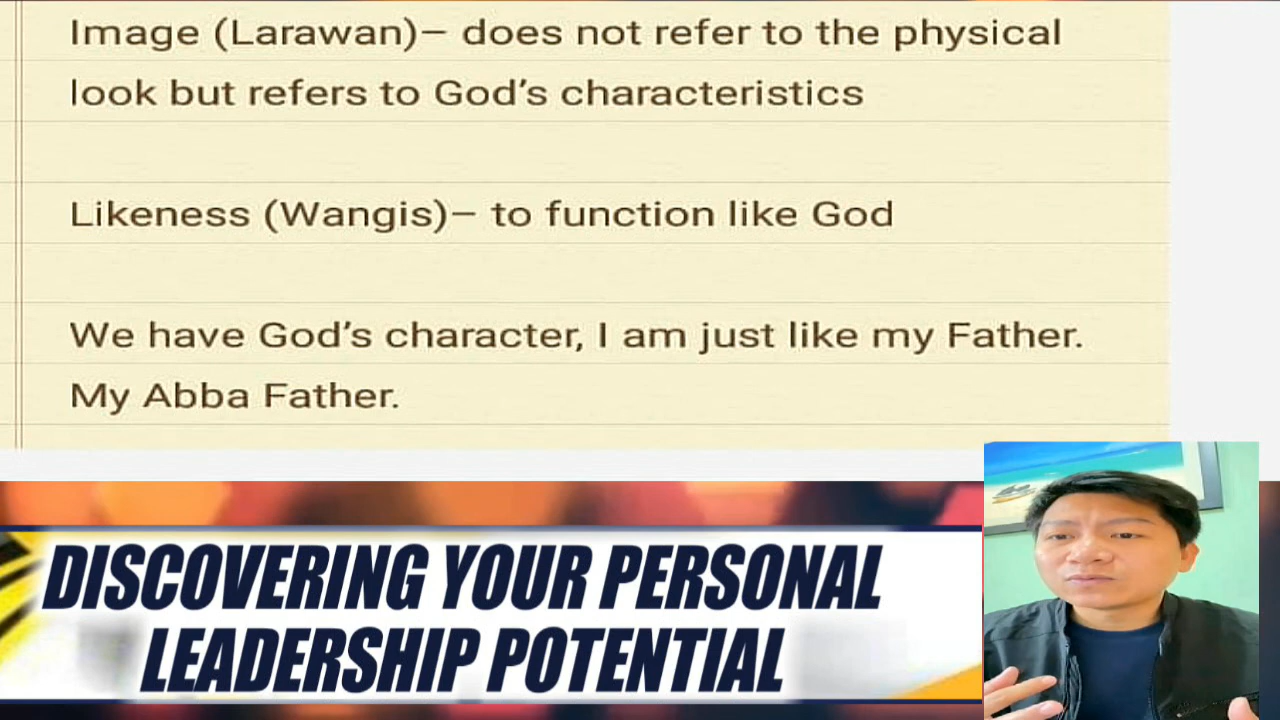 Image (Larawan)– does not refer to the physical
look but refers to God's characteristics
Likeness (Wangis)– to function like God
We have God's character, I am just like my Father.
My Abba Father.
DISCOVERING YOUR PERSONAL
LEADERSHIP POTENTIAL